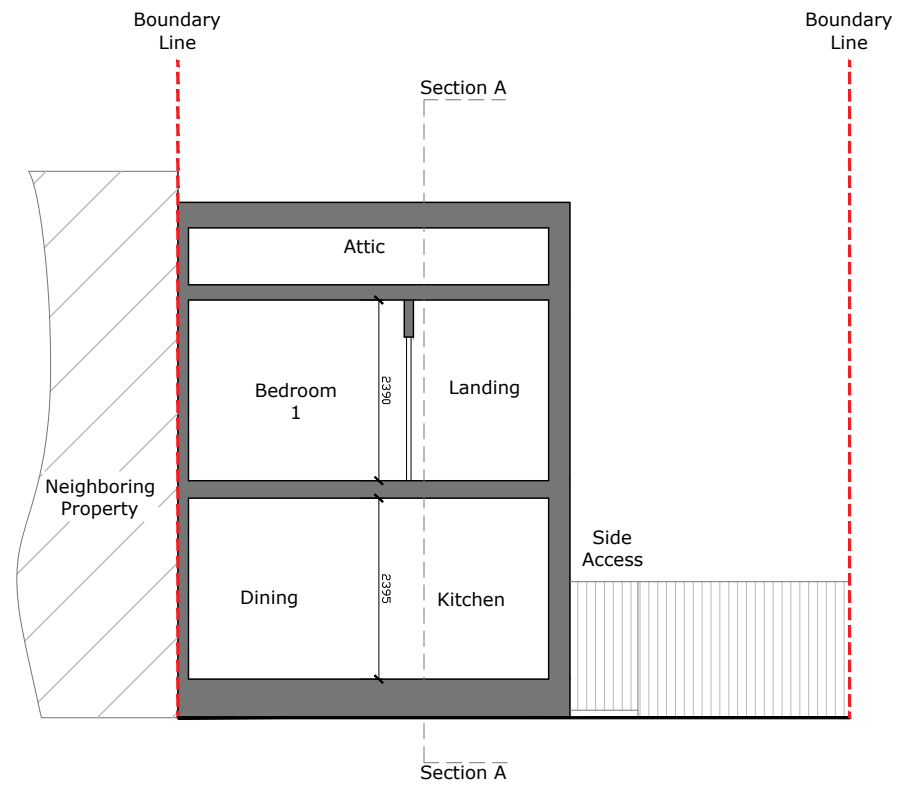 Boundary
Line
Boundary
Line
Section A
Attic
Bedroom
1
2390
Landing
Neighboring
Property
Side
Access
Dining
2395
Kitchen
Section A